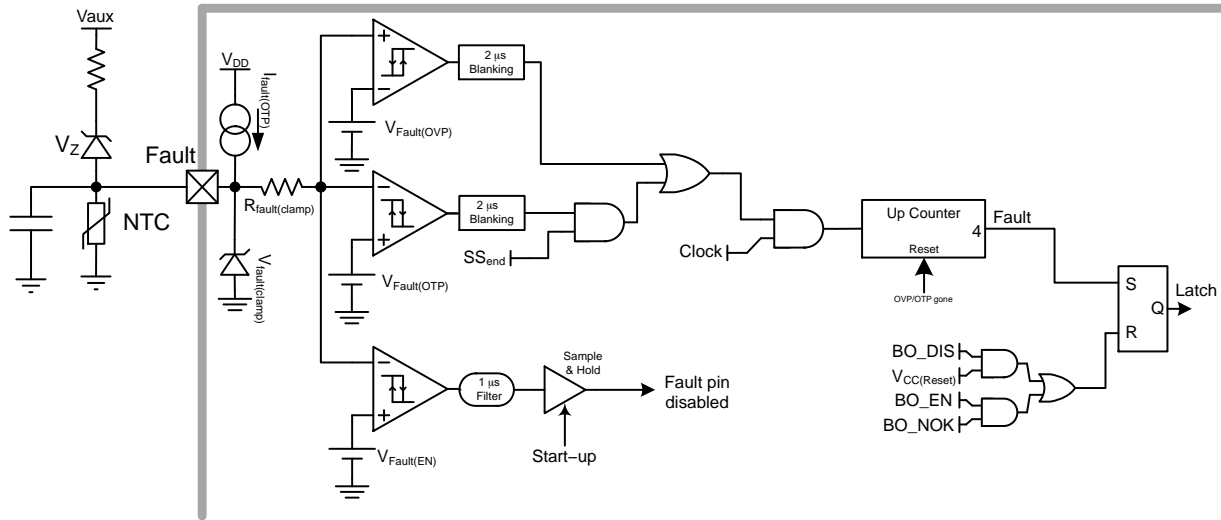 Vaux
V_Z
NTC
Fault
V_DD
I_fault(OTP)
R_fault(clamp)
V_fault(clamp)
+
−
2 μs
Blanking
V_Fault(OVP)
−
+
2 μs
Blanking
V_Fault(OTP)
SS_end
Clock
Up Counter
4
Reset
Fault
OVP/OTP gone
S
R
Q
Latch
−
+
1 μs
Filter
Sample
& Hold
Start−up
Fault pin
disabled
V_Fault(EN)
BO_DIS
V_CC(Reset)
BO_EN
BO_NOK